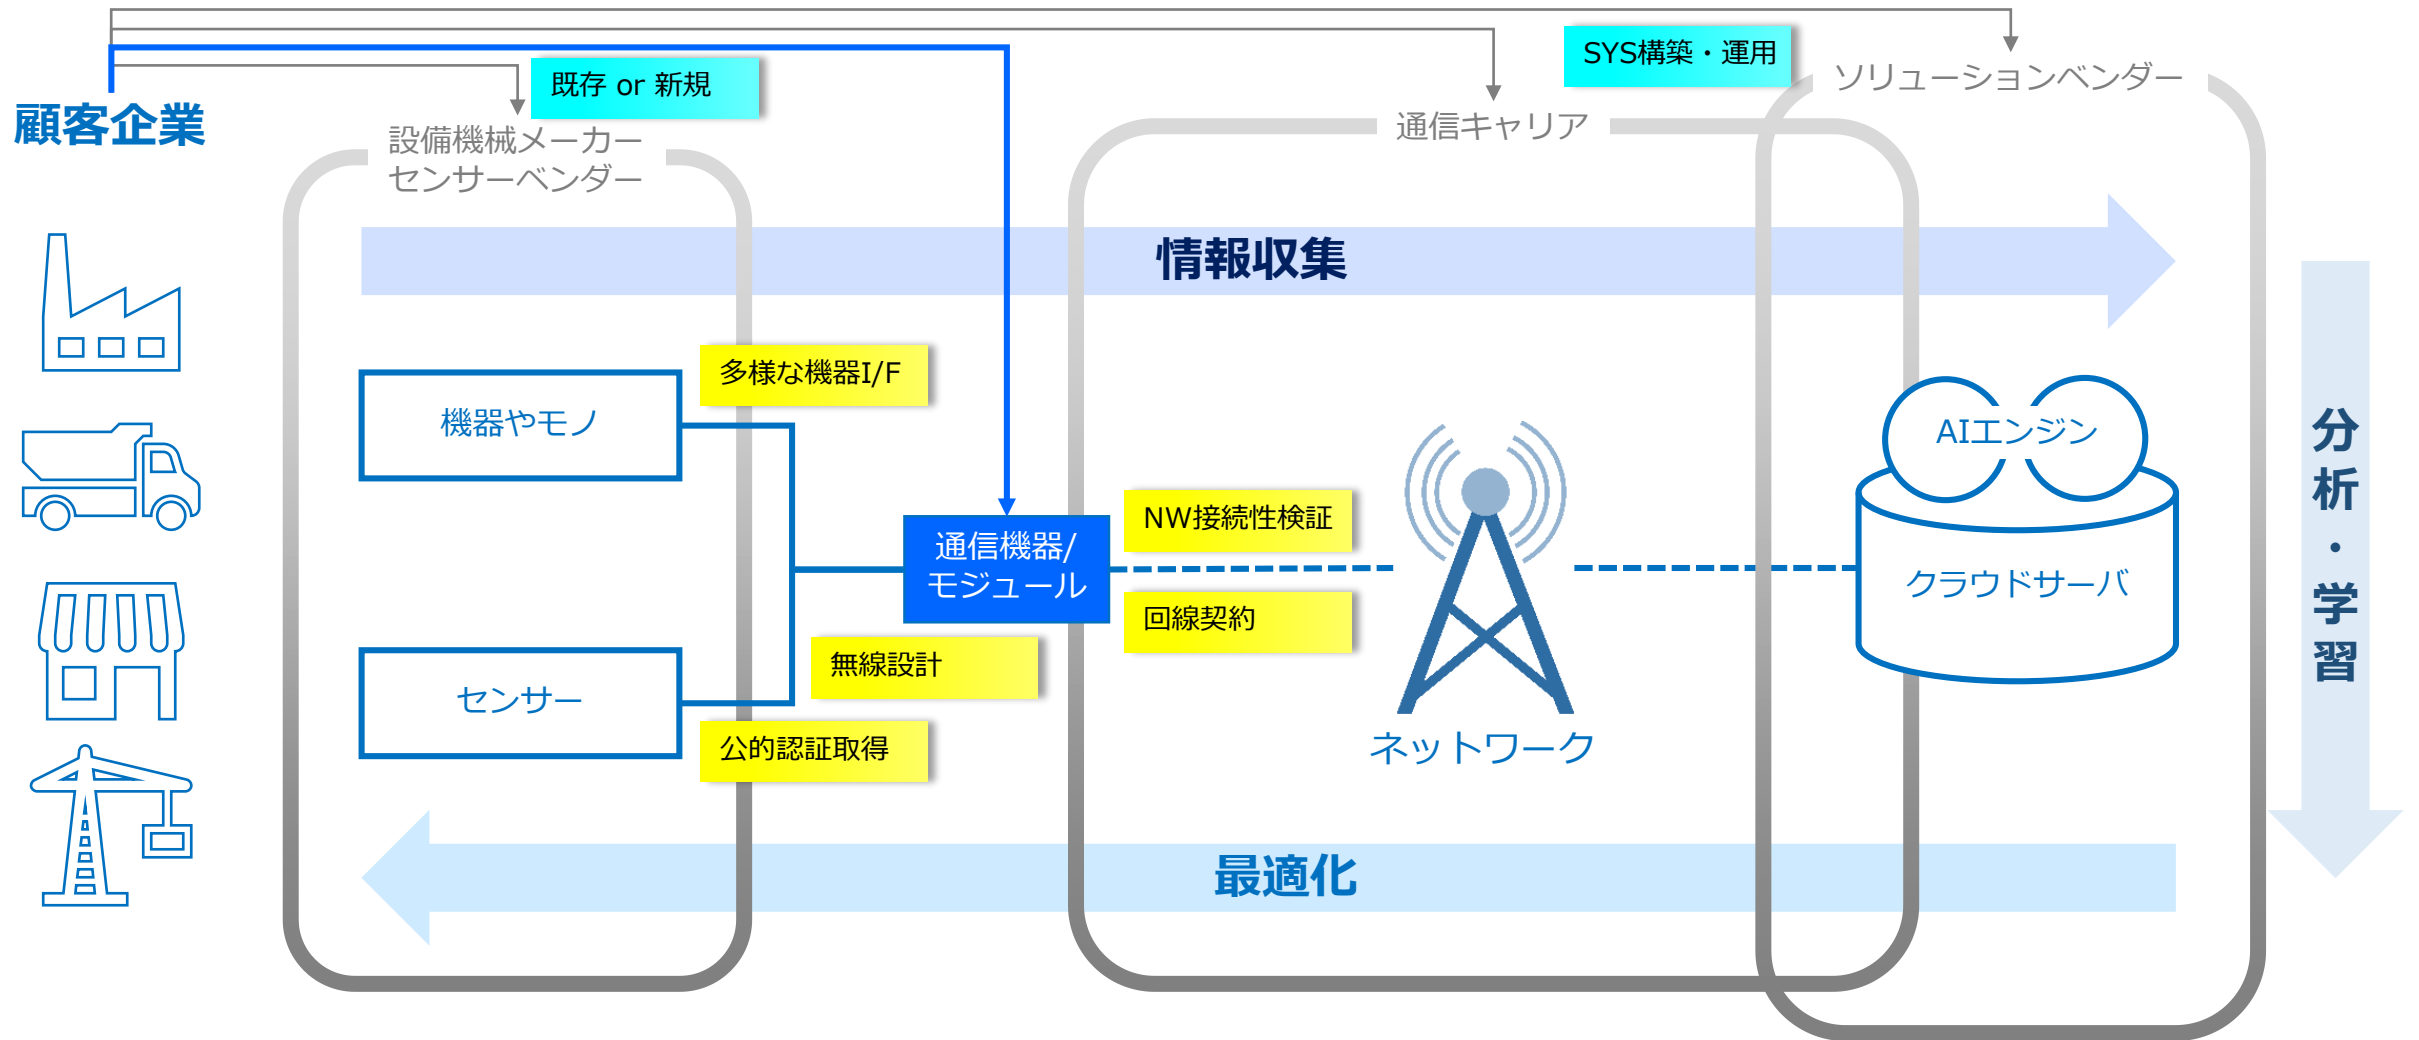 SYS構築・運用
既存 or 新規
ソリューションベンダー
顧客企業
設備機械メーカー
センサーベンダー
通信キャリア
情報収集
多様な機器I/F
機器やモノ
AIエンジン
分析・学習
NW接続性検証
通信機器/
モジュール
クラウドサーバ
回線契約
無線設計
センサー
公的認証取得
ネットワーク
最適化